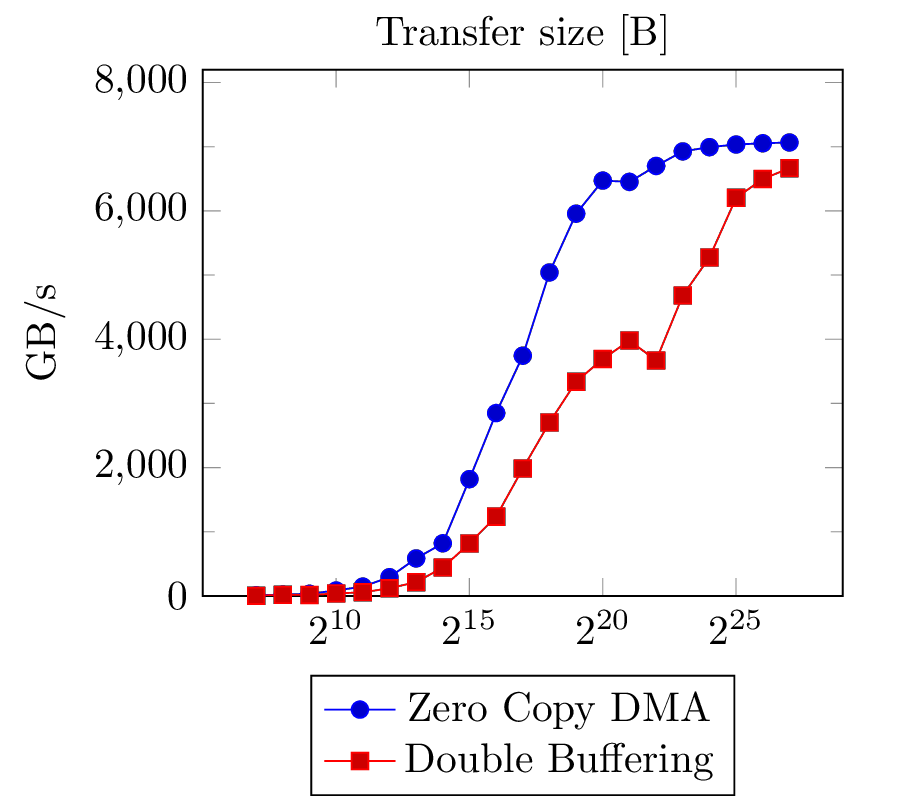 Transfer size [B]
8,000
6,000
4,000
2,000
0
GB/s
2^10 2^15 2^20 2^25
Zero Copy DMA
Double Buffering